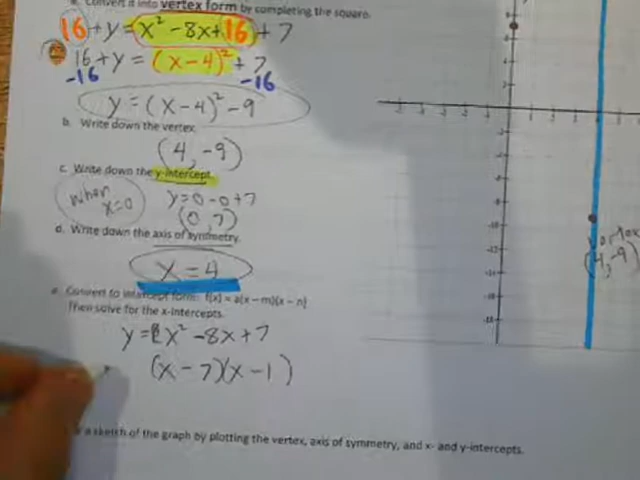 a. Convert it into vertex form by completing the square.
16 + y = x² - 8x + 16 + 7
16 + y = (x - 4)² + 7
-16 -16
y = (x - 4)² - 9
b. Write down the vertex.
(4, -9)
c. Write down the y-intercept.
when x=0
y = 0 - 0 + 7
(0, 7)
d. Write down the axis of symmetry.
x = 4
e. Convert to intercept form: f(x) = a(x - m)(x - n)
Then solve for the x-intercepts.
y = x² - 8x + 7
(x - 7)(x - 1)
a sketch of the graph by plotting the vertex, axis of symmetry, and x- and y-intercepts.
(4, -9)